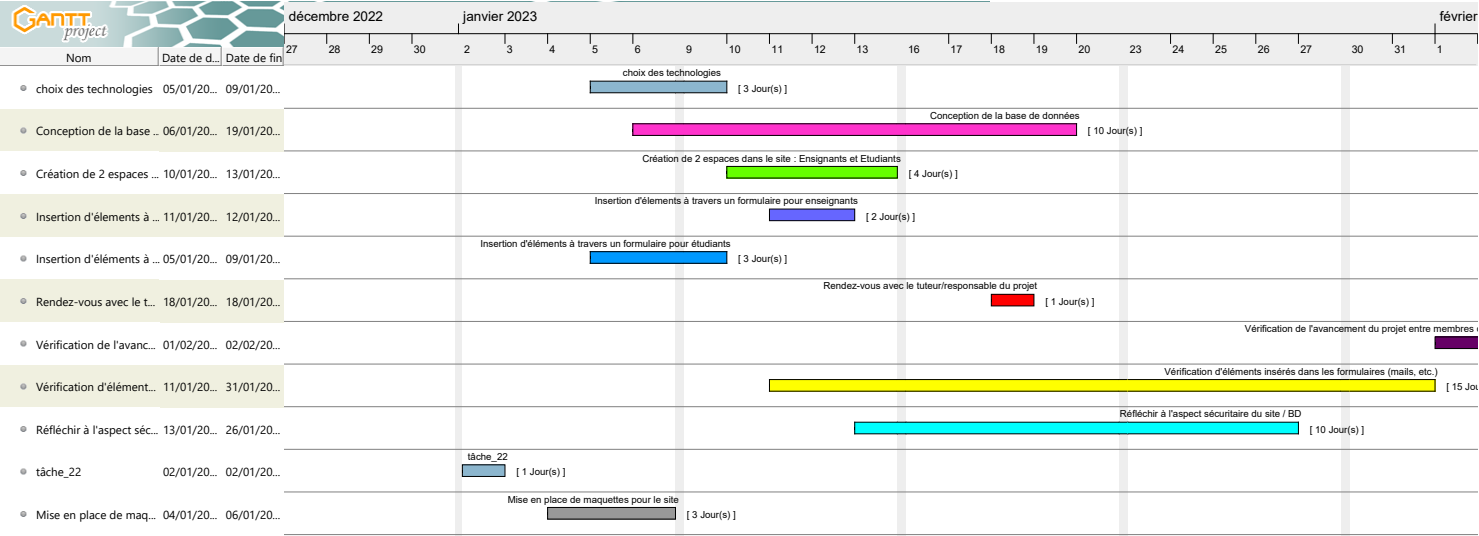 GANTT
project
décembre 2022 janvier 2023 février
27 28 29 30 2 3 4 5 6 9 10 11 12 13 16 17 18 19 20 23 24 25 26 27 30 31 1
Nom Date de d... Date de fin
choix des technologies
choix des technologies 05/01/20... 09/01/20... [ 3 Jour(s) ]
Conception de la base de données
Conception de la base .. 06/01/20... 19/01/20... [ 10 Jour(s) ]
Création de 2 espaces dans le site : Ensignants et Etudiants
Création de 2 espaces ... 10/01/20... 13/01/20... [ 4 Jour(s) ]
Insertion d'élements à travers un formulaire pour enseignants
Insertion d'élements à ... 11/01/20... 12/01/20... [ 2 Jour(s) ]
Insertion d'éléments à travers un formulaire pour étudiants
Insertion d'éléments à ... 05/01/20... 09/01/20... [ 3 Jour(s) ]
Rendez-vous avec le tuteur/responsable du projet
Rendez-vous avec le t... 18/01/20... 18/01/20... [ 1 Jour(s) ]
Vérification de l'avancement du projet entre membres
Vérification de l'avanc... 01/02/20... 02/02/20...
Vérification d'éléments insérés dans les formulaires (mails, etc.)
Vérification d'élément... 11/01/20... 31/01/20... [ 15 Jou
Réfléchir à l'aspect sécuritaire du site / BD
Réfléchir à l'aspect séc... 13/01/20... 26/01/20... [ 10 Jour(s) ]
tâche_22
tâche_22 02/01/20... 02/01/20... [ 1 Jour(s) ]
Mise en place de maquettes pour le site
Mise en place de maq... 04/01/20... 06/01/20... [ 3 Jour(s) ]